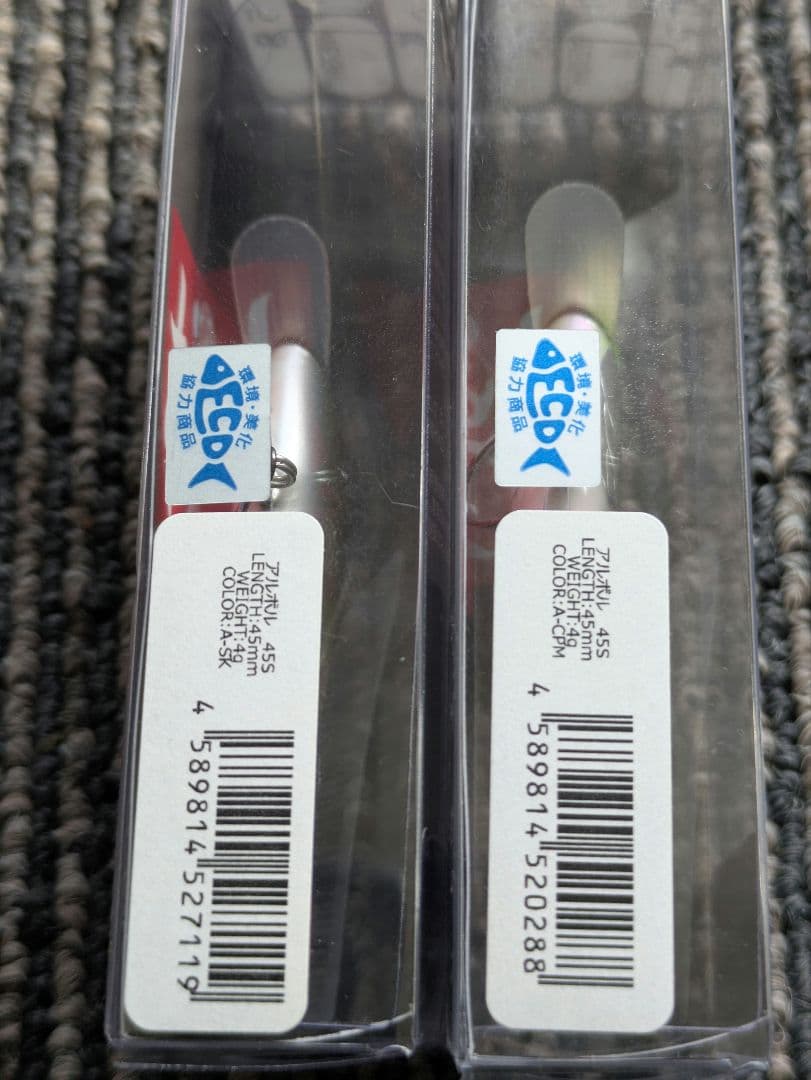 環境・美化
ECO
協力商品
アルボル 45S
LENGTH:45mm
WEIGHT:4g
COLOR:A-SK
4 589814 527119
環境・美化
ECO
協力商品
アルボル 45S
LENGTH:45mm
WEIGHT:4g
COLOR:A-CPM
4 589814 520288